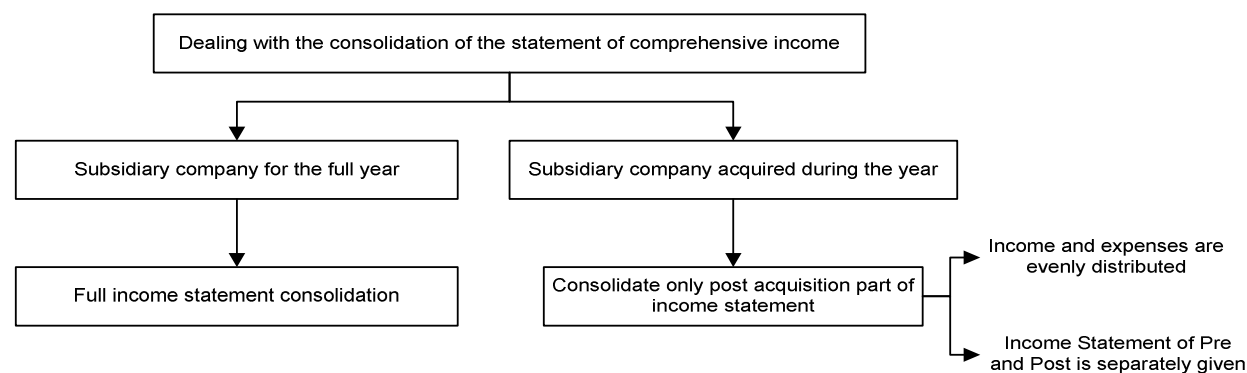 Dealing with the consolidation of the statement of comprehensive income
Subsidiary company for the full year
Subsidiary company acquired during the year
Full income statement consolidation
Consolidate only post acquisition part of
income statement
Income and expenses are
evenly distributed
Income Statement of Pre
and Post is separately given